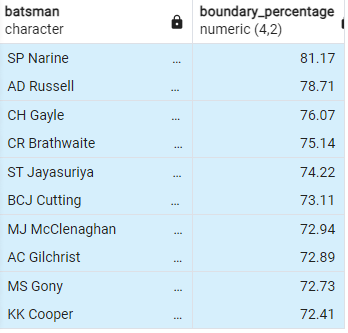 batsman boundary_percentage
character numeric (4,2)
SP Narine ... 81.17
AD Russell ... 78.71
CH Gayle ... 76.07
CR Brathwaite ... 75.14
ST Jayasuriya ... 74.22
BCJ Cutting ... 73.11
MJ McClenaghan ... 72.94
AC Gilchrist ... 72.89
MS Gony ... 72.73
KK Cooper ... 72.41